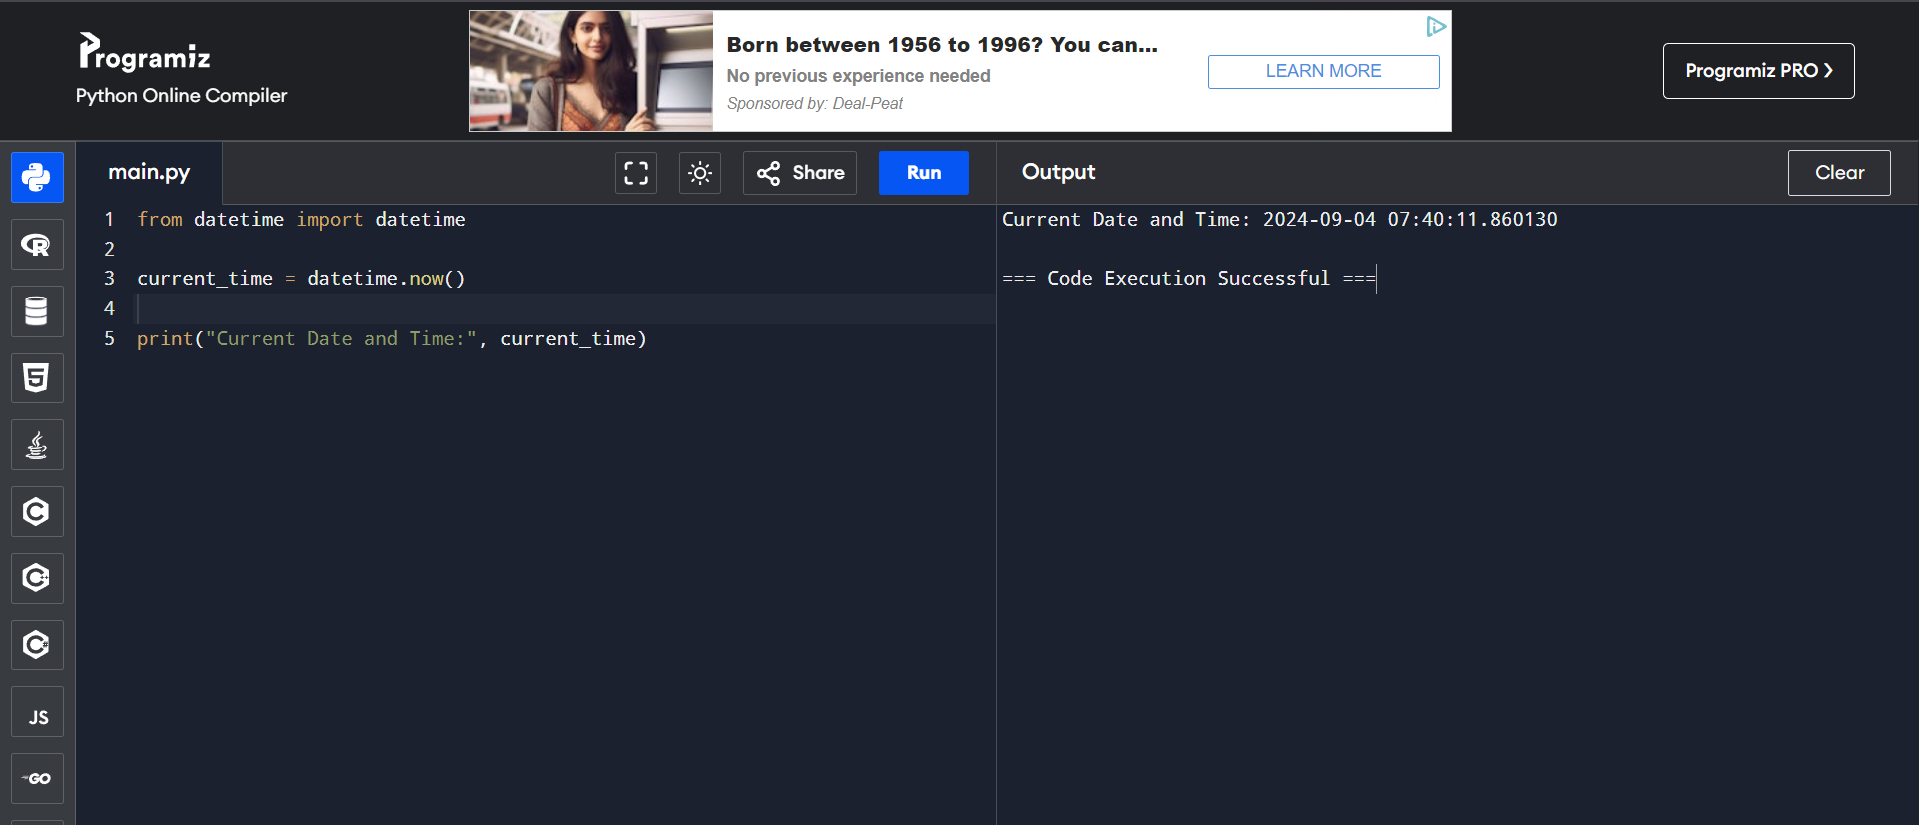 Programiz
Python Online Compiler
Born between 1956 to 1996? You can...
No previous experience needed
Sponsored by: Deal-Peat
LEARN MORE
Programiz PRO ❯
main.py
Share
Run
Output
Clear
1 from datetime import datetime
2
3 current_time = datetime.now()
4
5 print("Current Date and Time:", current_time)
Current Date and Time: 2024-09-04 07:40:11.860130
=== Code Execution Successful ===
R
5
C
C++
C#
JS
GO